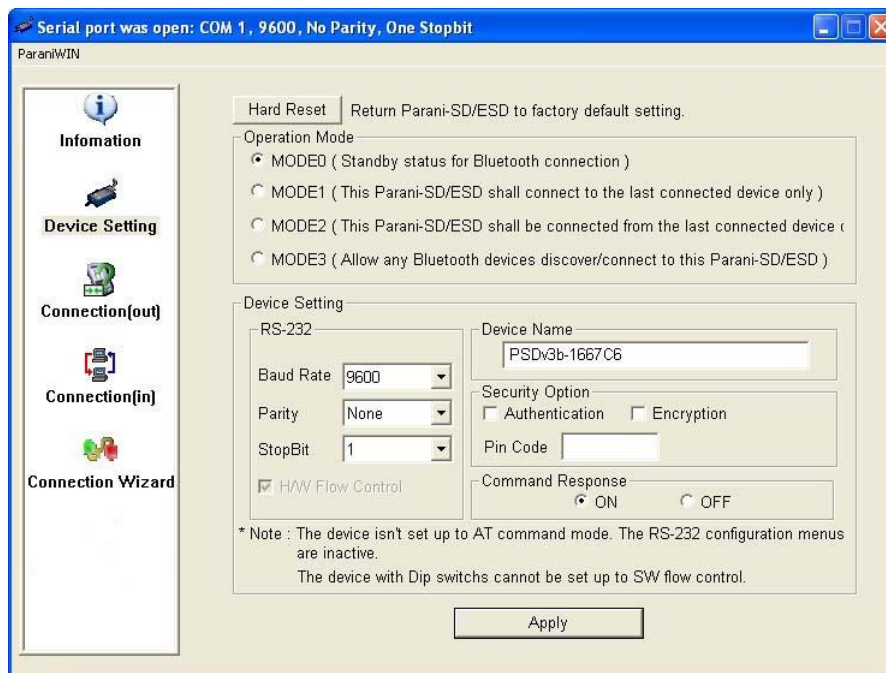 Serial port was open: COM 1, 9600, No Parity, One Stopbit
ParaniWIN
Infomation
Device Setting
Connection(out)
Connection(in)
Connection Wizard
Hard Reset Return Parani-SD/ESD to factory default setting.
Operation Mode
MODE0 ( Standby status for Bluetooth connection )
MODE1 ( This Parani-SD/ESD shall connect to the last connected device only )
MODE2 ( This Parani-SD/ESD shall be connected from the last connected device
MODE3 ( Allow any Bluetooth devices discover/connect to this Parani-SD/ESD )
Device Setting
RS-232
Baud Rate 9600
Parity None
StopBit 1
H/W Flow Control
Device Name
PSDv3b-1667C6
Security Option
Authentication Encryption
Pin Code
Command Response
ON OFF
* Note : The device isn't set up to AT command mode. The RS-232 configuration menus
are inactive.
The device with Dip switchs cannot be set up to SW flow control.
Apply